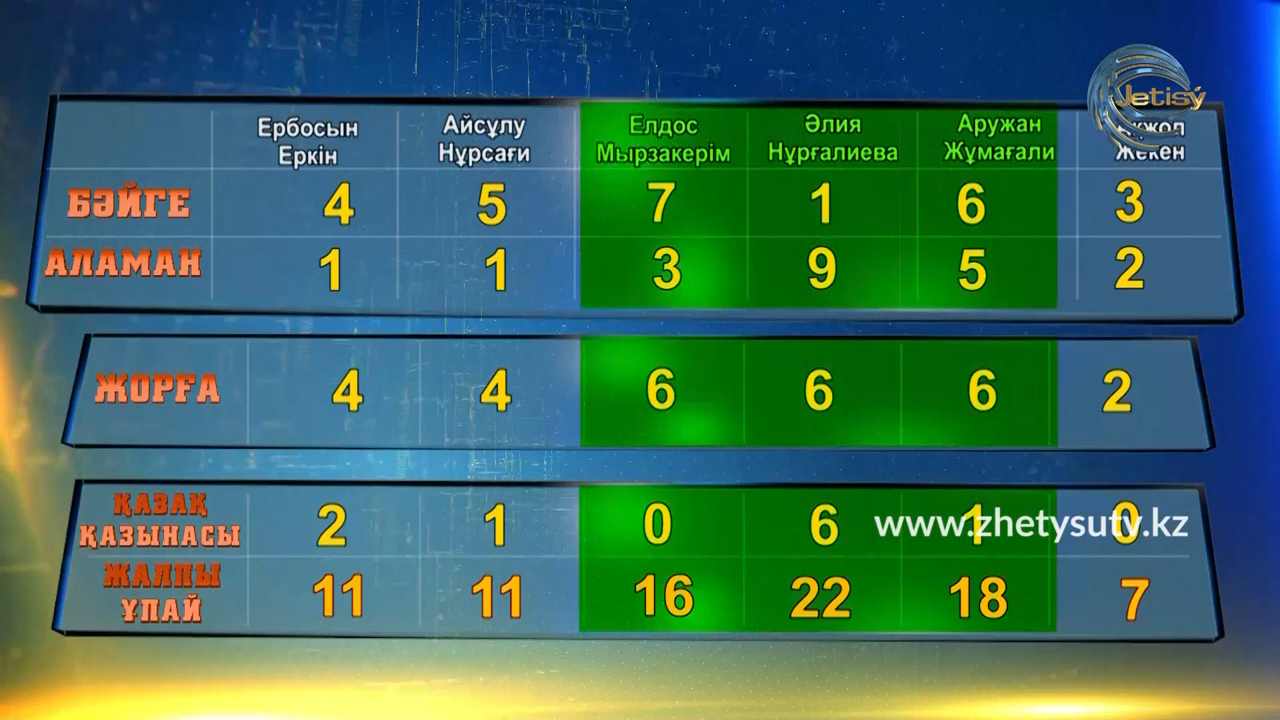 Jetisý
Ербосын Еркін
Айсұлу Нұрсағи
Елдос Мырзакерім
Әлия Нұрғалиева
Аружан Жұмағали
Жекен
БӘЙГЕ 4 5 7 1 6 3
АЛАМАН 1 1 3 9 5 2
ЖОРҒА 4 4 6 6 6 2
ҚАЗАҚ ҚАЗЫНАСЫ 2 1 0 6 1 0
www.zhetysutv.kz
ЖАЛПЫ ҰПАЙ 11 11 16 22 18 7